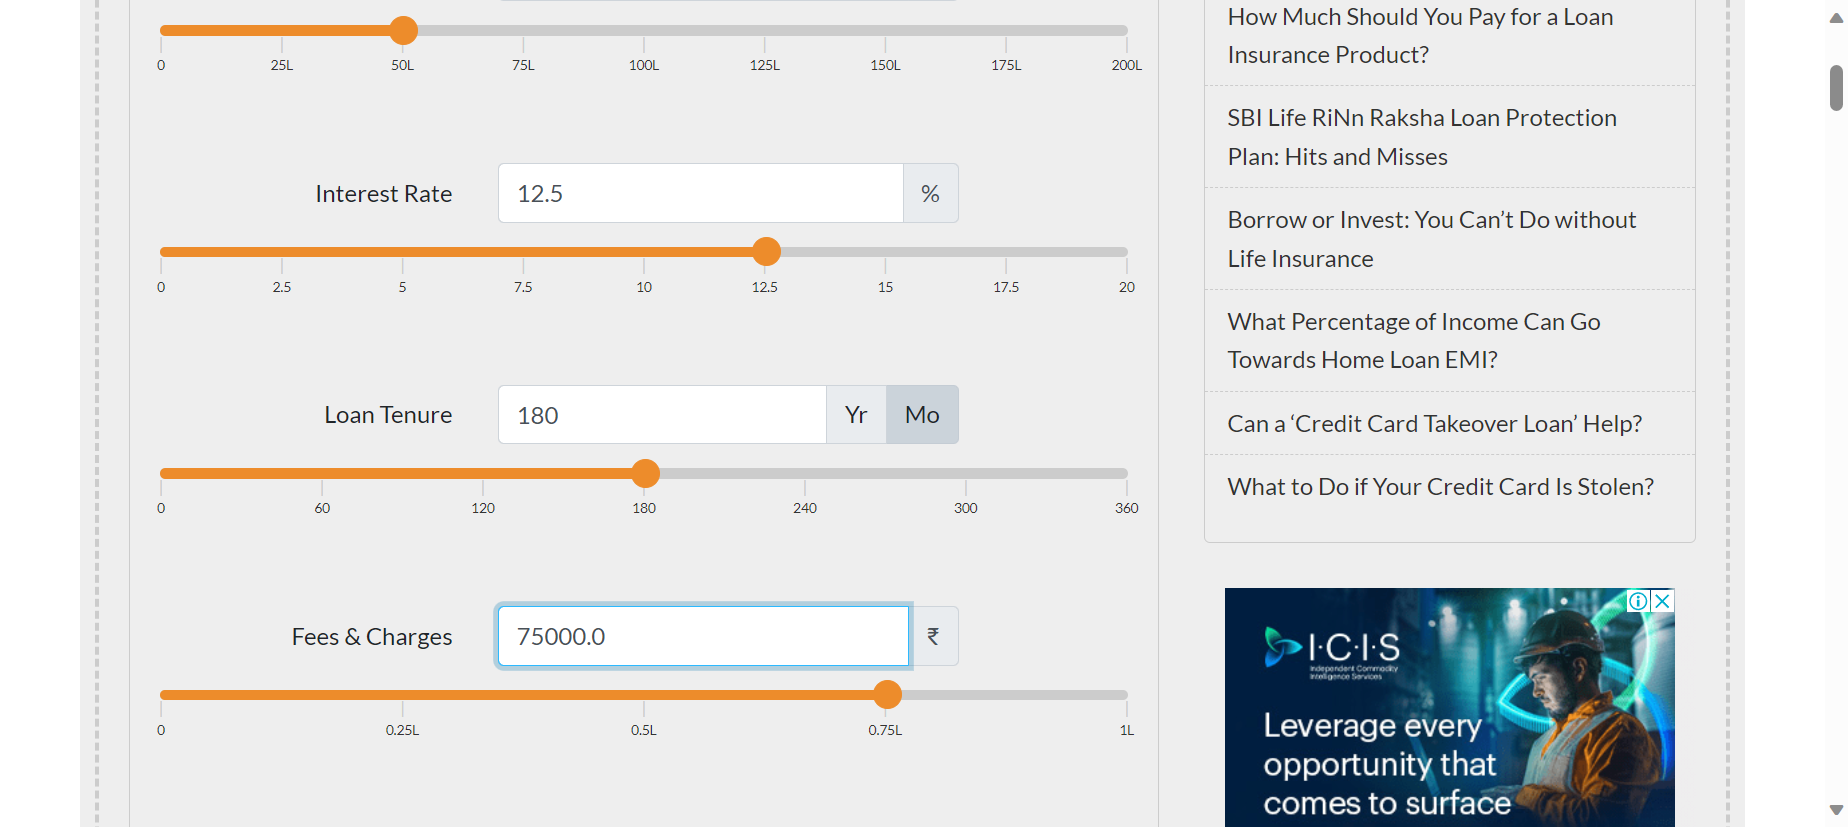 0 25L 50L 75L 100L 125L 150L 175L 200L
Interest Rate 12.5 %
0 2.5 5 7.5 10 12.5 15 17.5 20
Loan Tenure 180 Yr Mo
0 60 120 180 240 300 360
Fees & Charges 75000.0 ₹
0 0.25L 0.5L 0.75L 1L
How Much Should You Pay for a Loan
Insurance Product?
SBI Life RiNn Raksha Loan Protection
Plan: Hits and Misses
Borrow or Invest: You Can’t Do without
Life Insurance
What Percentage of Income Can Go
Towards Home Loan EMI?
Can a ‘Credit Card Takeover Loan’ Help?
What to Do if Your Credit Card Is Stolen?
I·C·I·S
Independent Commodity
Intelligence Services
Leverage every
opportunity that
comes to surface